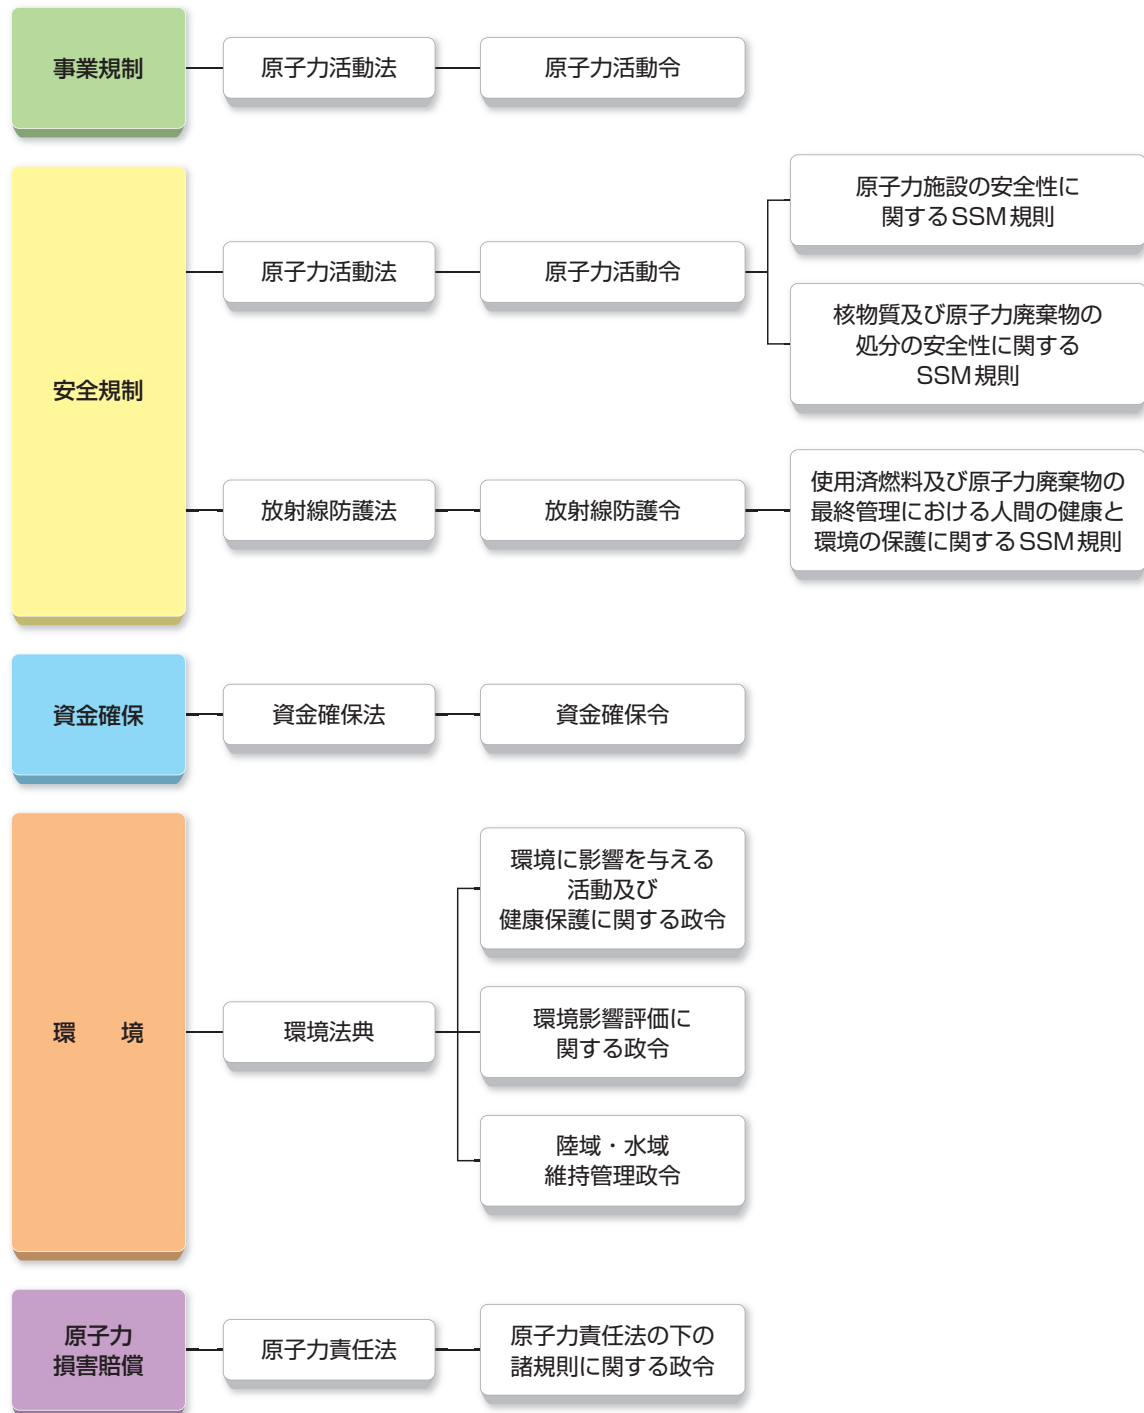 事業規制
原子力活動法
原子力活動令
安全規制
原子力活動法
原子力活動令
原子力施設の安全性に
関するSSM規則
核物質及び原子力廃棄物の
処分の安全性に関する
SSM規則
放射線防護法
放射線防護令
使用済燃料及び原子力廃棄物の
最終管理における人間の健康と
環境の保護に関するSSM規則
資金確保
資金確保法
資金確保令
環　境
環境法典
環境に影響を与える
活動及び
健康保護に関する政令
環境影響評価に
関する政令
陸域・水域
維持管理政令
原子力
損害賠償
原子力責任法
原子力責任法の下の
諸規則に関する政令